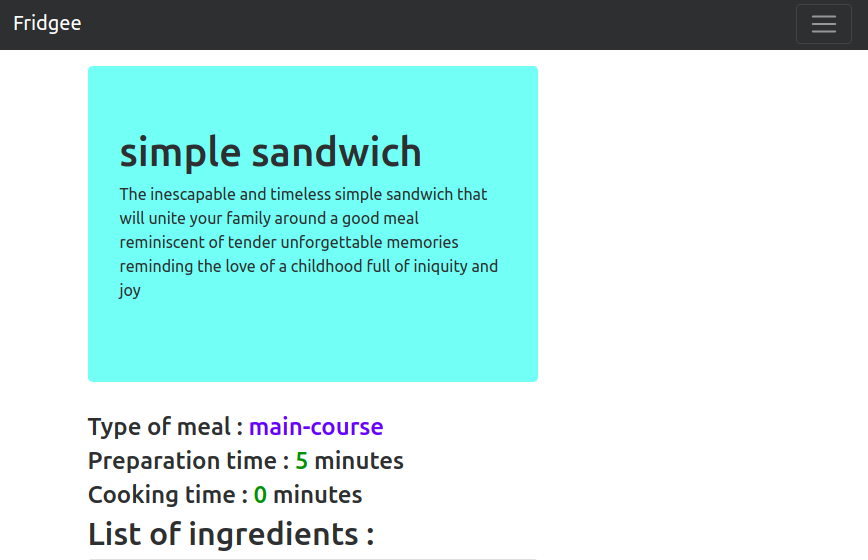 Fridgee
simple sandwich
The inescapable and timeless simple sandwich that
will unite your family around a good meal
reminiscent of tender unforgettable memories
reminding the love of a childhood full of iniquity and
joy
Type of meal : main-course
Preparation time : 5 minutes
Cooking time : 0 minutes
List of ingredients :